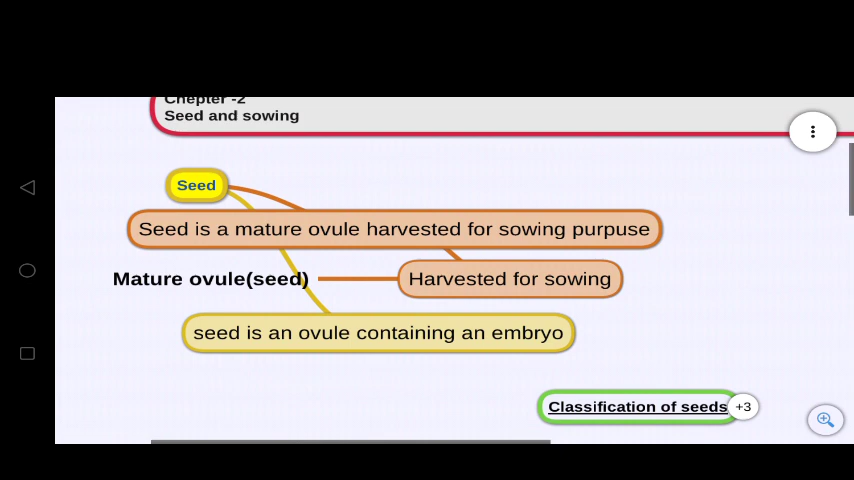 Chepter -2
Seed and sowing
Seed
Seed is a mature ovule harvested for sowing purpuse
Mature ovule(seed)
Harvested for sowing
seed is an ovule containing an embryo
Classification of seeds
+3